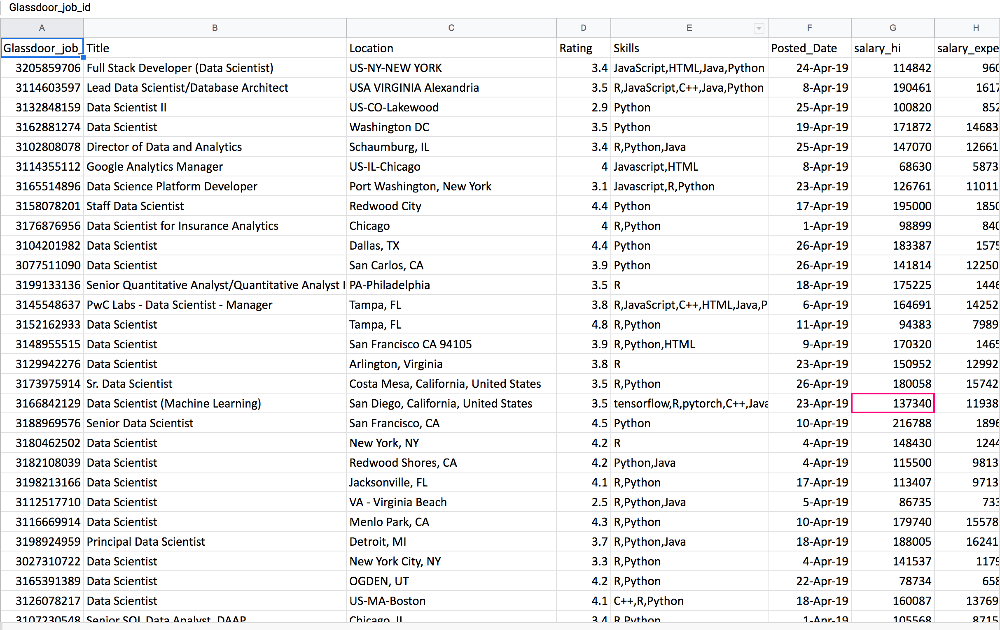 Glassdoor_job_id
A B C D E F G H
Glassdoor_job_ Title Location Rating Skills Posted_Date salary_hi salary_expe
3205859706 Full Stack Developer (Data Scientist) US-NY-NEW YORK 3.4 JavaScript,HTML,Java,Python 24-Apr-19 114842 960
3114603597 Lead Data Scientist/Database Architect USA VIRGINIA Alexandria 3.5 R,JavaScript,C++,Java,Python 8-Apr-19 190461 1617
3132848159 Data Scientist II US-CO-Lakewood 2.9 Python 25-Apr-19 100820 852
3162881274 Data Scientist Washington DC 3.5 Python 19-Apr-19 171872 14683
3102808078 Director of Data and Analytics Schaumburg, IL 3.4 R,Python,Java 25-Apr-19 147070 12661
3114355112 Google Analytics Manager US-IL-Chicago 4 Javascript,HTML 8-Apr-19 68630 5873
3165514896 Data Science Platform Developer Port Washington, New York 3.1 Javascript,R,Python 23-Apr-19 126761 11011
3158078201 Staff Data Scientist Redwood City 4.4 Python 17-Apr-19 195000 1850
3176876956 Data Scientist for Insurance Analytics Chicago 4 R,Python 1-Apr-19 98899 840
3104201982 Data Scientist Dallas, TX 4.4 Python 26-Apr-19 183387 1575
3077511090 Data Scientist San Carlos, CA 3.9 Python 26-Apr-19 141814 12250
3199133136 Senior Quantitative Analyst/Quantitative Analyst I PA-Philadelphia 3.5 R 18-Apr-19 175225 1446
3145548637 PwC Labs - Data Scientist - Manager Tampa, FL 3.8 R,JavaScript,C++,HTML,Java,P 6-Apr-19 164691 14252
3152162933 Data Scientist Tampa, FL 4.8 R,Python 11-Apr-19 94383 7989
3148955515 Data Scientist San Francisco CA 94105 3.9 R,Python,HTML 9-Apr-19 170320 1465
3129942276 Data Scientist Arlington, Virginia 3.8 R 23-Apr-19 150952 12992
3173975914 Sr. Data Scientist Costa Mesa, California, United States 3.5 R,Python 26-Apr-19 180058 15742
3166842129 Data Scientist (Machine Learning) San Diego, California, United States 3.5 tensorflow,R,pytorch,C++,Java 23-Apr-19 137340 11938
3188969576 Senior Data Scientist San Francisco, CA 4.5 Python 10-Apr-19 216788 1896
3180462502 Data Scientist New York, NY 4.2 R 4-Apr-19 148430 1244
3182108039 Data Scientist Redwood Shores, CA 4.2 Python,Java 4-Apr-19 115500 9813
3198213166 Data Scientist Jacksonville, FL 4.1 R,Python 17-Apr-19 113407 9713
3112517710 Data Scientist VA - Virginia Beach 2.5 R,Python,Java 5-Apr-19 86735 733
3116669914 Data Scientist Menlo Park, CA 4.3 R,Python 10-Apr-19 179740 15578
3198924959 Principal Data Scientist Detroit, MI 3.7 R,Python,Java 18-Apr-19 188005 16241
3027310722 Data Scientist New York City, NY 3.3 R,Python 4-Apr-19 141537 1179
3165391389 Data Scientist OGDEN, UT 4.2 R,Python 22-Apr-19 78734 658
3126078217 Data Scientist US-MA-Boston 4.1 C++,R,Python 18-Apr-19 160087 13769
3107230548 Senior SQL Data Analyst, DAAP Chicago, IL 3.4 R,Python 1-Apr-19 105568 8715